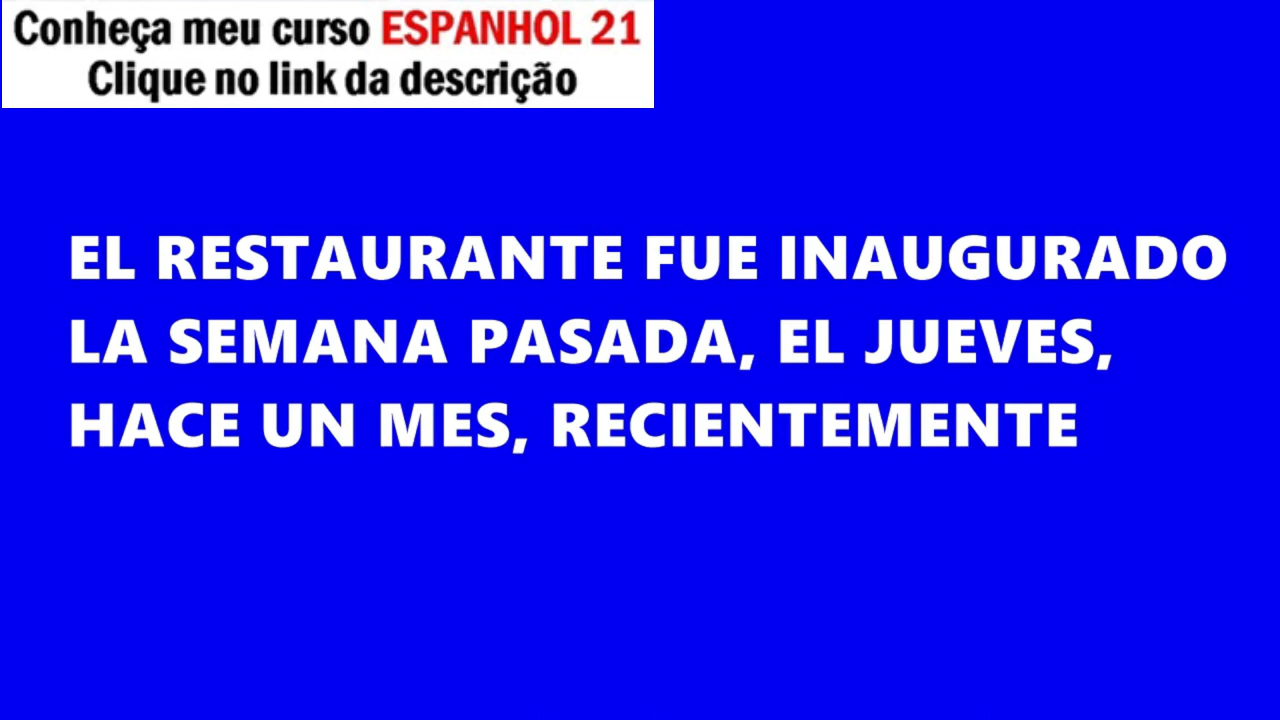 Conheça meu curso ESPANHOL 21
Clique no link da descrição
EL RESTAURANTE FUE INAUGURADO
LA SEMANA PASADA, EL JUEVES,
HACE UN MES, RECIENTEMENTE